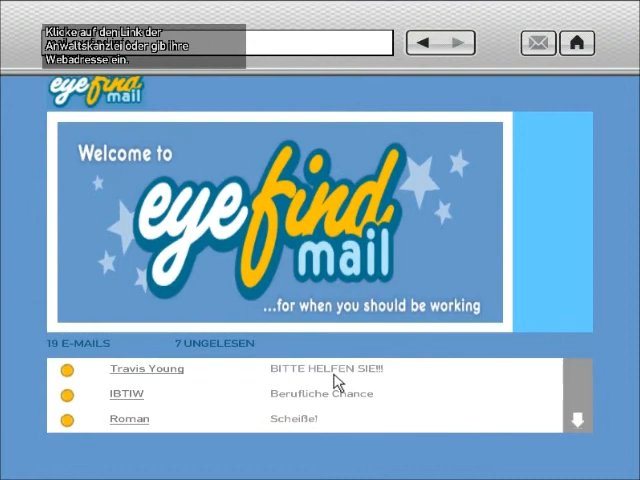 Klicke auf den Link der
Anwaltskanzlei oder gib ihre
Webadresse ein.
eyefind
mail
Welcome to
eyefind
mail
...for when you should be working
19 E-MAILS 7 UNGELESEN
Travis Young BITTE HELFEN SIE!!!
IBTIW Berufliche Chance
Roman Scheiße!